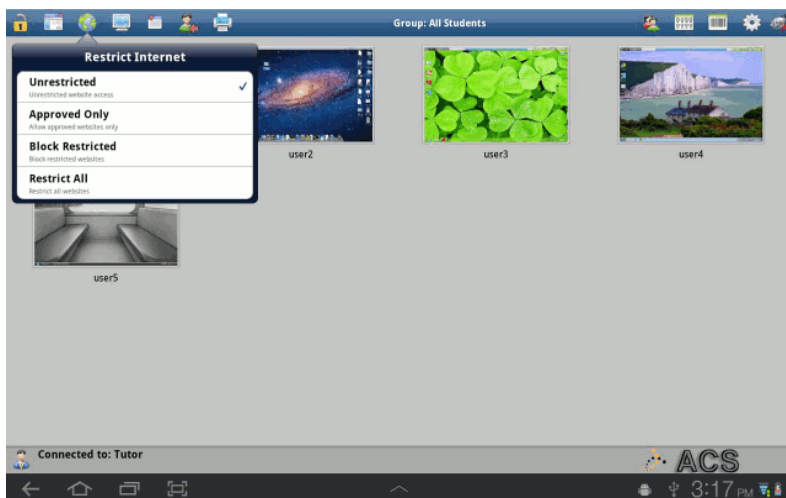 Group: All Students
Restrict Internet
Unrestricted
Unrestricted website access
Approved Only
Allow approved websites only
Block Restricted
Block restricted websites
Restrict All
Restrict all websites
user2
user3
user4
user5
Connected to: Tutor
ACS
3:17 PM